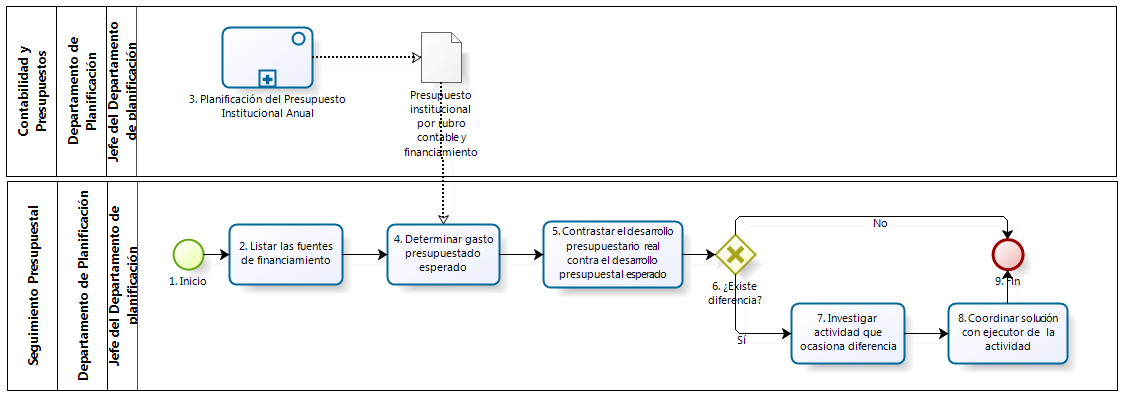 Contabilidad y
Presupuestos
Departamento de
Planificación
Jefe del Departamento
de planificación
3. Planificación del Presupuesto
Institucional Anual
Presupuesto
institucional
por rubro
contable y
financiamiento
Seguimiento Presupuestal
Departamento de Planificación
Jefe del Departamento de
planificación
1. Inicio
2. Listar las fuentes
de financiamiento
4. Determinar gasto
presupuestado
esperado
5. Contrastar el desarrollo
presupuestario real
contra el desarrollo
presupuestal esperado
6. ¿Existe
diferencia?
No
Sí
7. Investigar
actividad que
ocasiona diferencia
8. Coordinar solución
con ejecutor de la
actividad
9. Fin